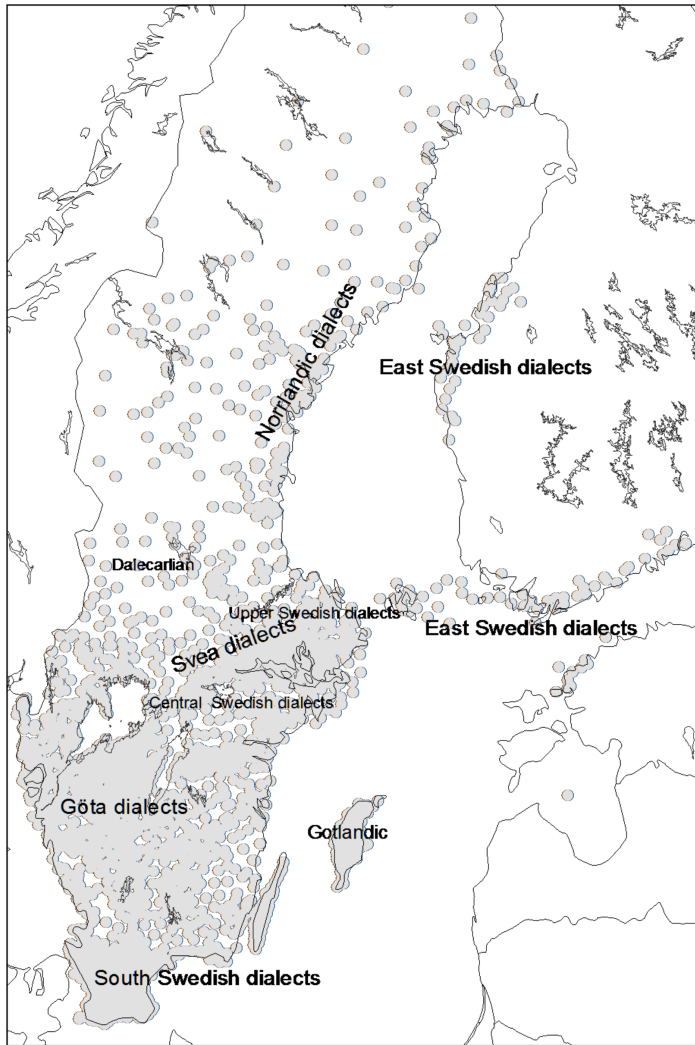 Norrlandic dialects
East Swedish dialects
Dalecarlian
Upper Swedish dialects
East Swedish dialects
Svea dialects
Central Swedish dialects
Göta dialects
Gotlandic
South Swedish dialects